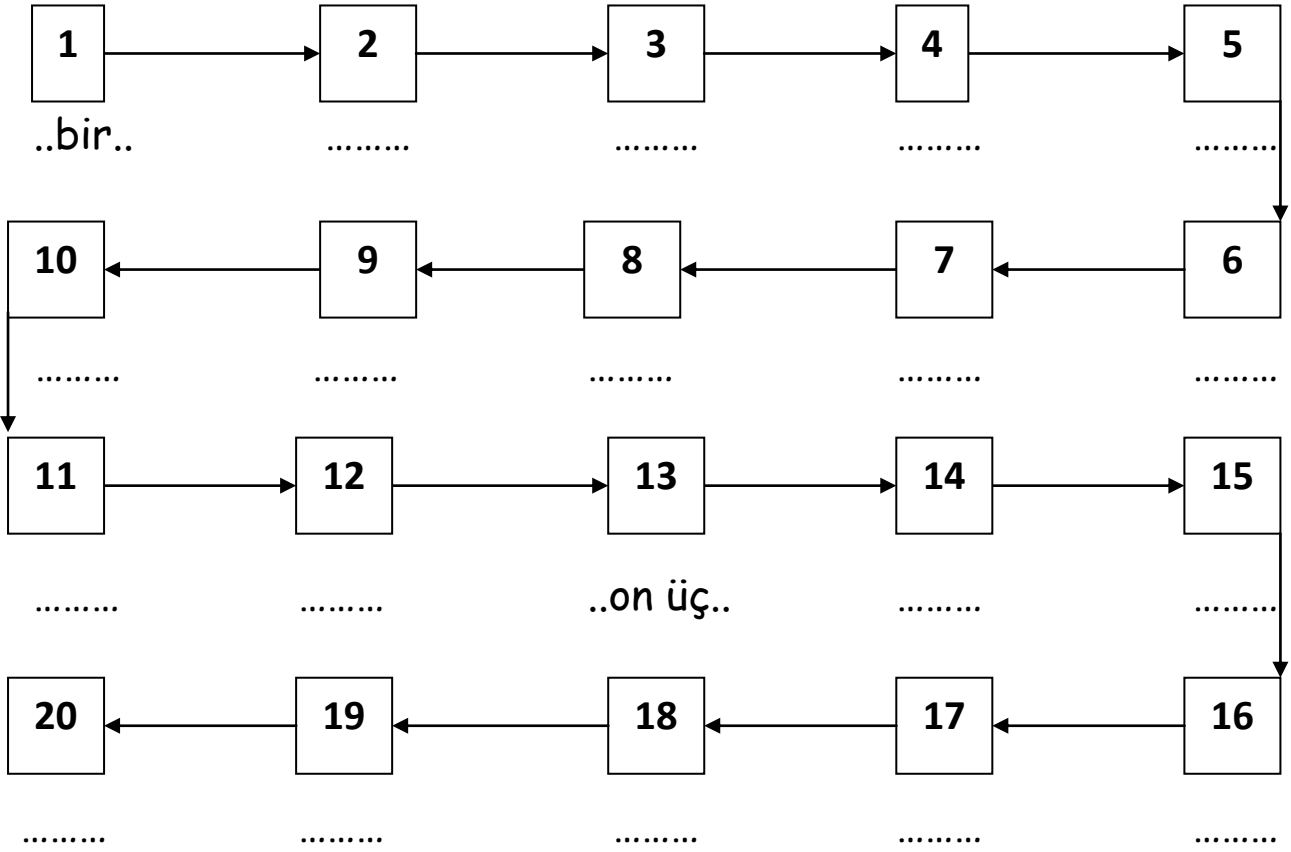 1 2 3 4 5
..bir.. ……… ……… ……… ………
10 9 8 7 6
……… ……… ……… ……… ………
11 12 13 14 15
……… ……… ..on üç.. ……… ………
20 19 18 17 16
……… ……… ……… ……… ………